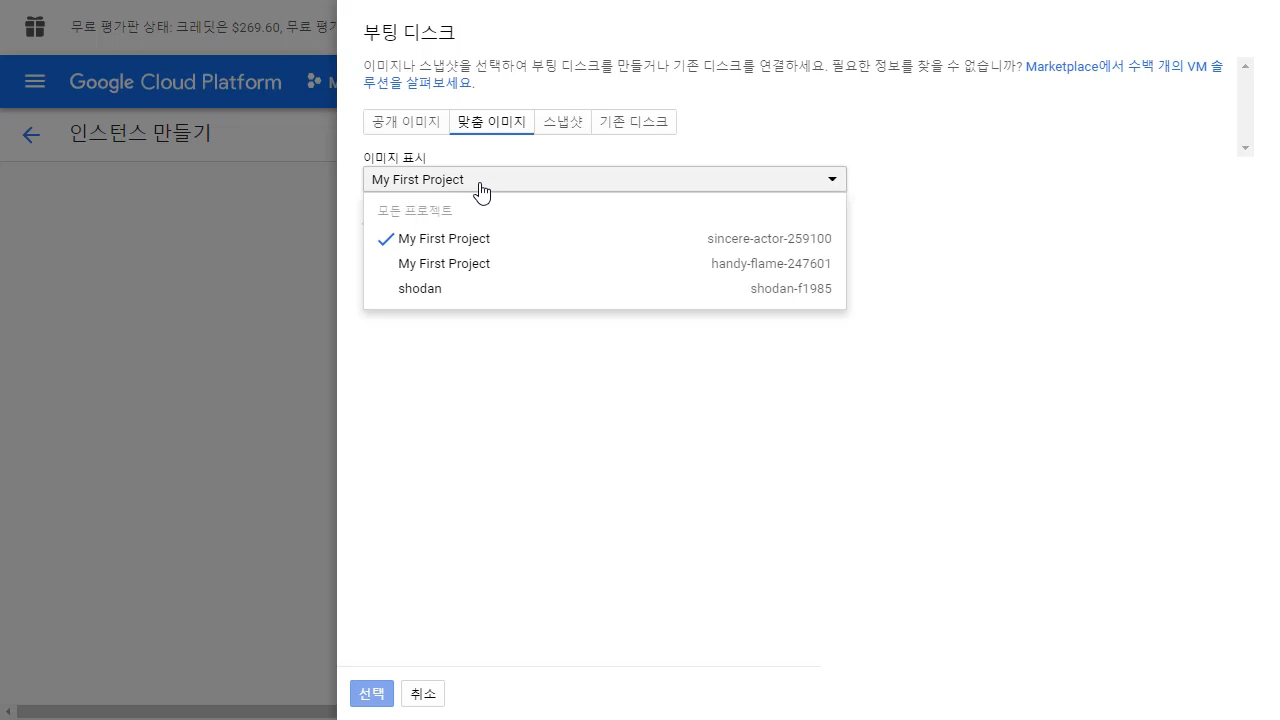 무료 평가판 상태: 크레딧은 $269.60, 무료 평가
Google Cloud Platform
인스턴스 만들기
부팅 디스크
이미지나 스냅샷을 선택하여 부팅 디스크를 만들거나 기존 디스크를 연결하세요. 필요한 정보를 찾을 수 없습니까? Marketplace에서 수백 개의 VM 솔
루션을 살펴보세요.
공개 이미지 맞춤 이미지 스냅샷 기존 디스크
이미지 표시
My First Project
모든 프로젝트
My First Project sincere-actor-259100
My First Project handy-flame-247601
shodan shodan-f1985
선택 취소